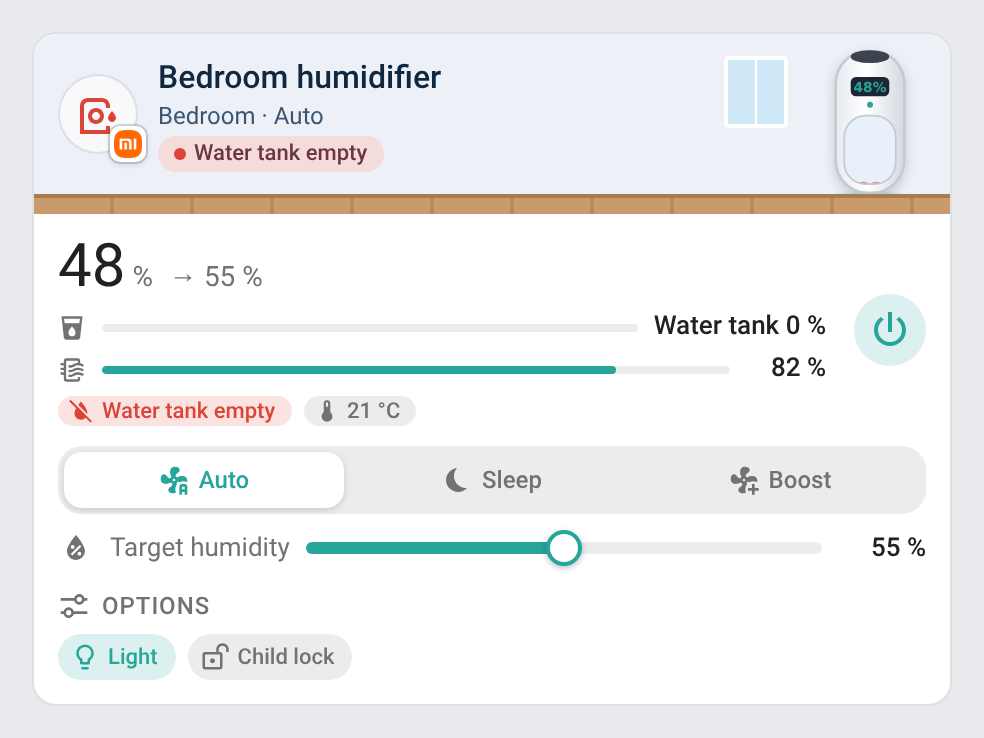 Bedroom humidifier
Bedroom · Auto
Water tank empty
48%
48 % → 55 %
Water tank 0 %
82 %
Water tank empty 21 °C
Auto Sleep Boost
Target humidity 55 %
OPTIONS
Light Child lock